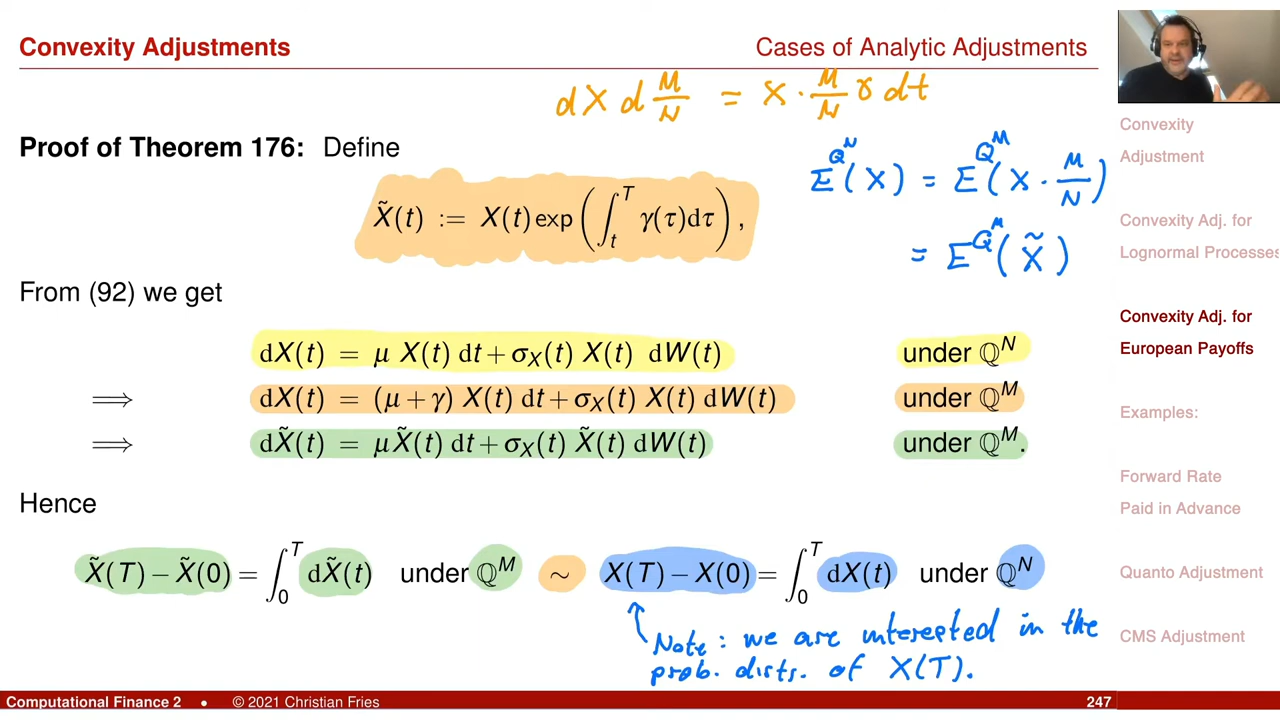 Convexity Adjustments
Cases of Analytic Adjustments
dX d M/N = X · M/N γ dt
Proof of Theorem 176: Define
X̃(t) := X(t) exp(∫_t^T γ(τ)dτ),
E^{Q^N}(X) = E^{Q^M}(X · M/N)
= E^{Q^M}(X̃)
From (92) we get
dX(t) = μ X(t) dt + σ_X(t) X(t) dW(t) under ℚ^N
⟹ dX(t) = (μ + γ) X(t) dt + σ_X(t) X(t) dW(t) under ℚ^M
⟹ dX̃(t) = μX̃(t) dt + σ_X(t) X̃(t) dW(t) under ℚ^M.
Hence
X̃(T) − X̃(0) = ∫_0^T dX̃(t) under ℚ^M ∼ X(T) − X(0) = ∫_0^T dX(t) under ℚ^N
Note: we are interested in the
prob. distr. of X(T).
Convexity
Adjustment
Convexity Adj. for
Lognormal Processes
Convexity Adj. for
European Payoffs
Examples:
Forward Rate
Paid in Advance
Quanto Adjustment
CMS Adjustment
Computational Finance 2 • © 2021 Christian Fries
247